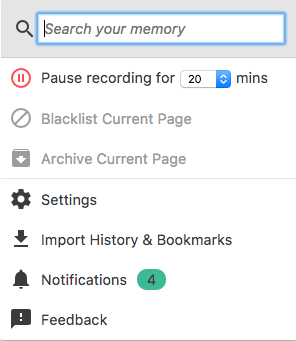 Search your memory
Pause recording for 20 mins
Blacklist Current Page
Archive Current Page
Settings
Import History & Bookmarks
Notifications 4
Feedback